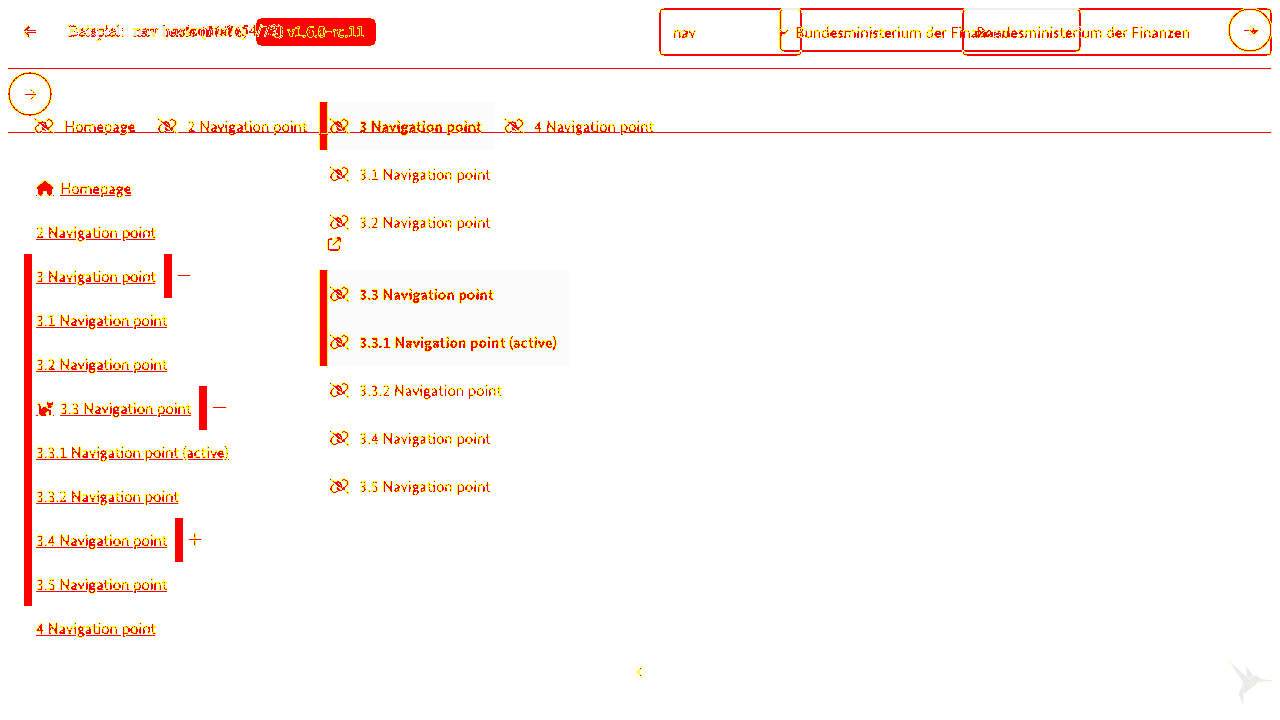 Beispiel: nav v1.6.0-rc.11
nav
Bundesministerium der Finanzen
Bundesministerium der Finanzen
Homepage
2 Navigation point
3 Navigation point
4 Navigation point
3.1 Navigation point
3.2 Navigation point
3.3 Navigation point
3.3.1 Navigation point (active)
3.3.2 Navigation point
3.4 Navigation point
3.5 Navigation point
Homepage
2 Navigation point
3 Navigation point
3.1 Navigation point
3.2 Navigation point
3.3 Navigation point
3.3.1 Navigation point (active)
3.3.2 Navigation point
3.4 Navigation point
3.5 Navigation point
4 Navigation point